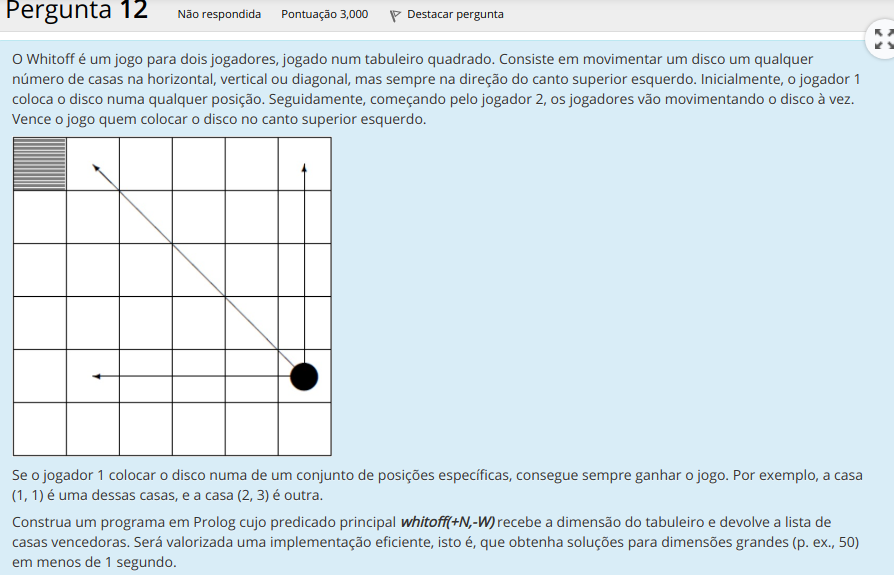 Pergunta 12 Não respondida Pontuação 3,000 Destacar pergunta
O Whitoff é um jogo para dois jogadores, jogado num tabuleiro quadrado. Consiste em movimentar um disco um qualquer
número de casas na horizontal, vertical ou diagonal, mas sempre na direção do canto superior esquerdo. Inicialmente, o jogador 1
coloca o disco numa qualquer posição. Seguidamente, começando pelo jogador 2, os jogadores vão movimentando o disco à vez.
Vence o jogo quem colocar o disco no canto superior esquerdo.
Se o jogador 1 colocar o disco numa de um conjunto de posições específicas, consegue sempre ganhar o jogo. Por exemplo, a casa
(1, 1) é uma dessas casas, e a casa (2, 3) é outra.
Construa um programa em Prolog cujo predicado principal whitoff(+N,-W) recebe a dimensão do tabuleiro e devolve a lista de
casas vencedoras. Será valorizada uma implementação eficiente, isto é, que obtenha soluções para dimensões grandes (p. ex., 50)
em menos de 1 segundo.